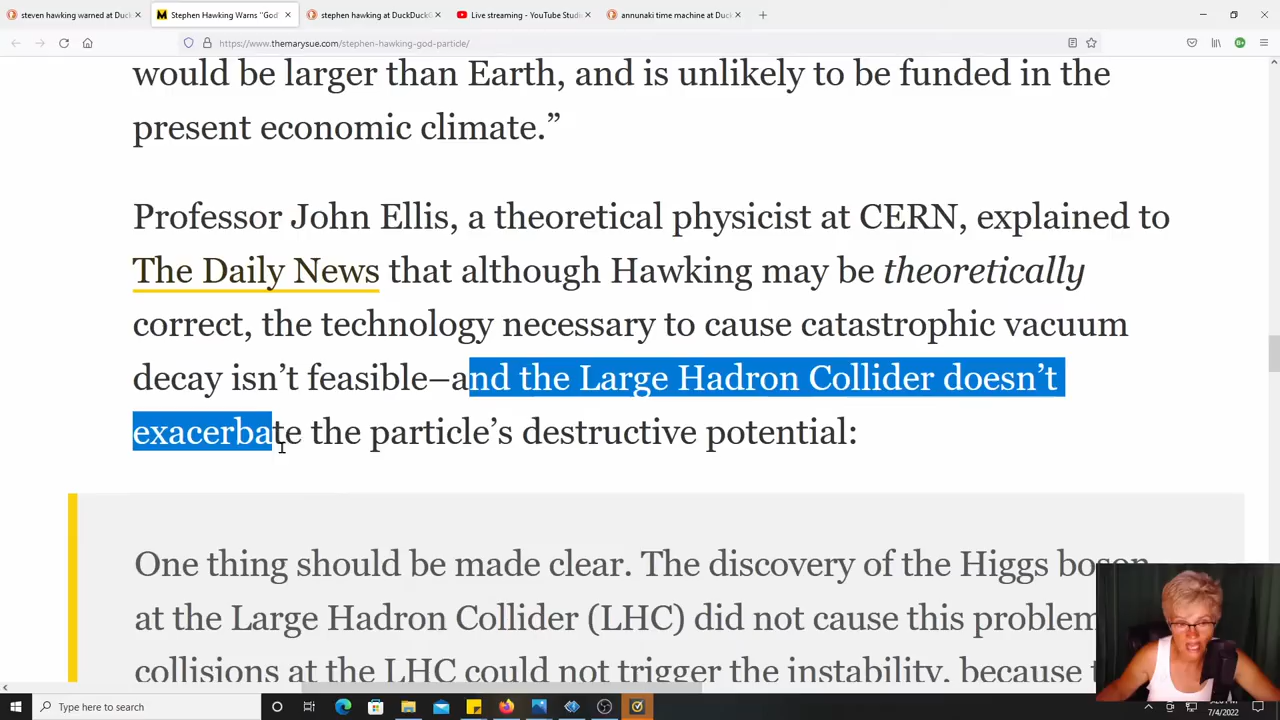 steven hawking warned at DuckDu
Stephen Hawking Warns "God
stephen hawking at DuckDuckG
Live streaming - YouTube Studi
annunaki time machine at Duck
https://www.themarysue.com/stephen-hawking-god-particle/
would be larger than Earth, and is unlikely to be funded in the
present economic climate.”
Professor John Ellis, a theoretical physicist at CERN, explained to
The Daily News that although Hawking may be theoretically
correct, the technology necessary to cause catastrophic vacuum
decay isn’t feasible–and the Large Hadron Collider doesn’t
exacerbate the particle’s destructive potential:
One thing should be made clear. The discovery of the Higgs boson
at the Large Hadron Collider (LHC) did not cause this problem
collisions at the LHC could not trigger the instability, because
Type here to search
7/4/2022